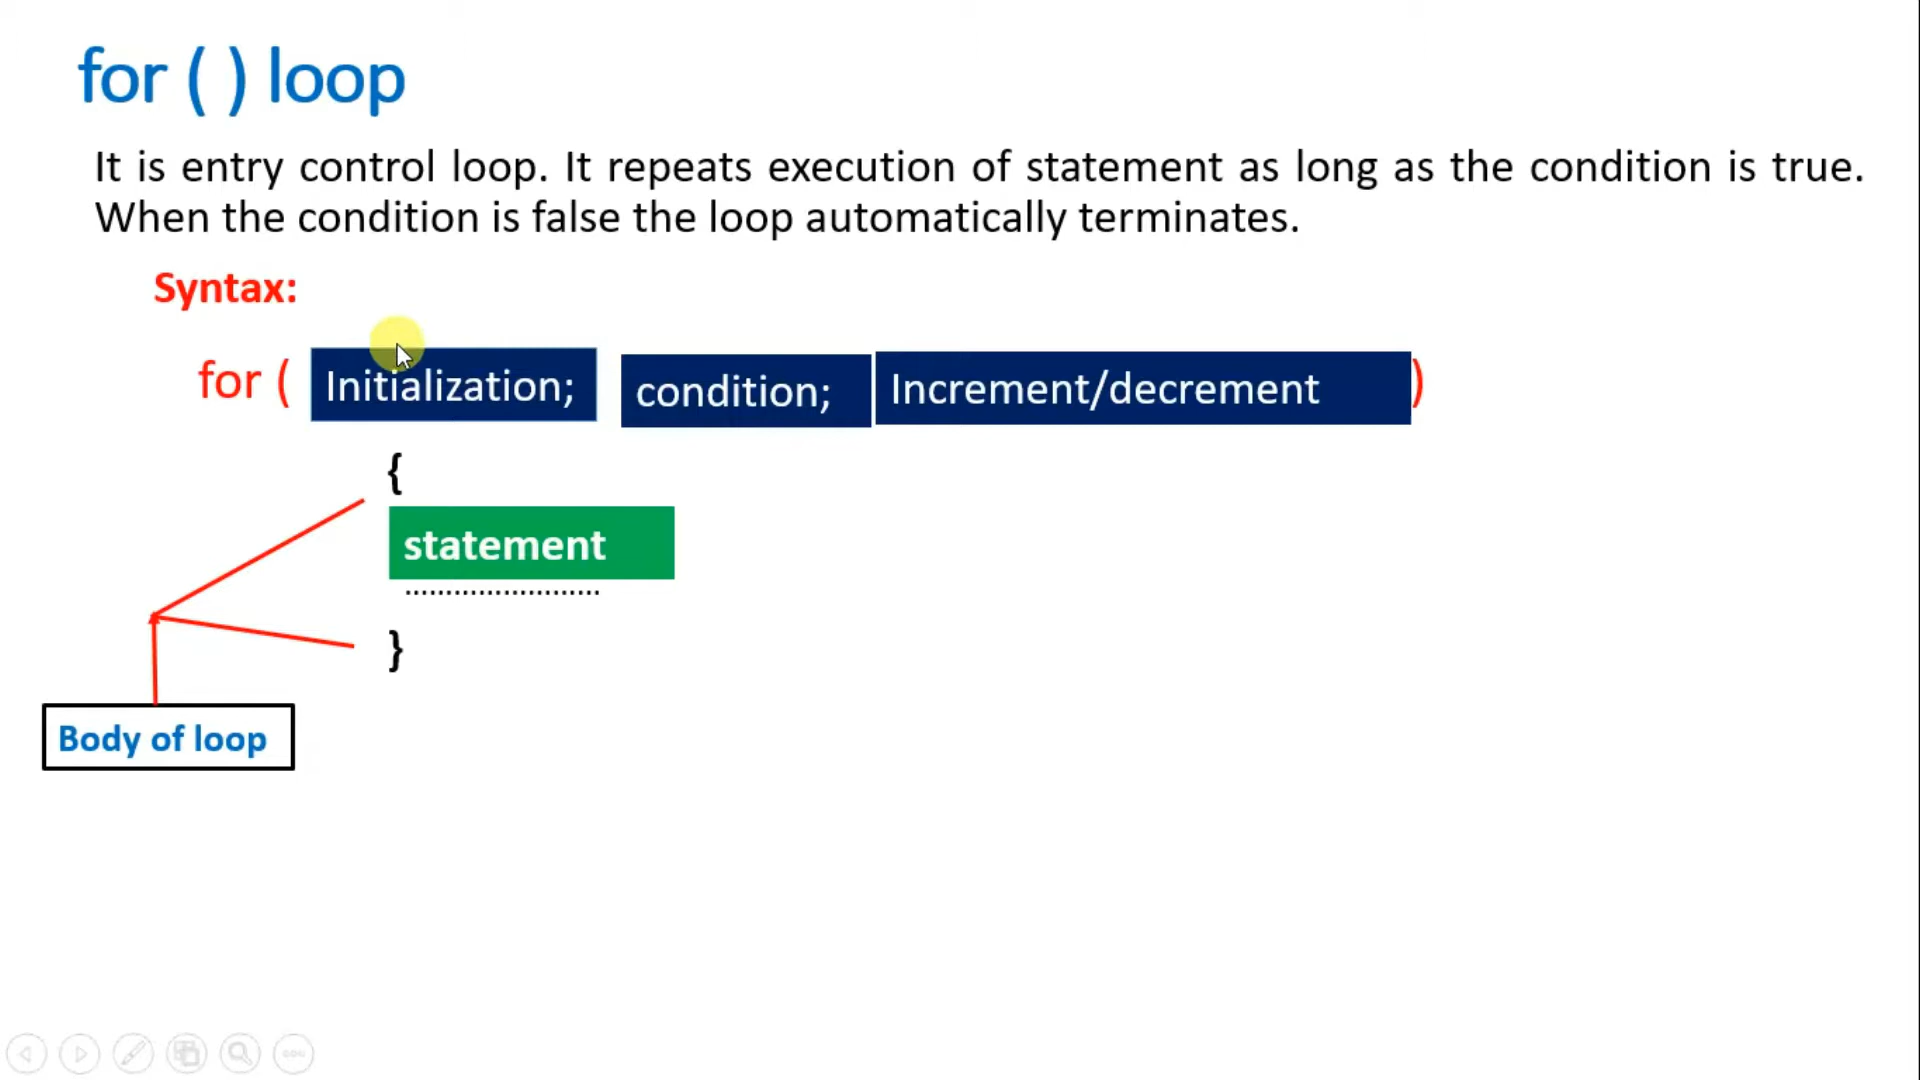 for ( ) loop
It is entry control loop. It repeats execution of statement as long as the condition is true.
When the condition is false the loop automatically terminates.
Syntax:
for ( Initialization; condition; Increment/decrement )
{
statement
........................
}
Body of loop